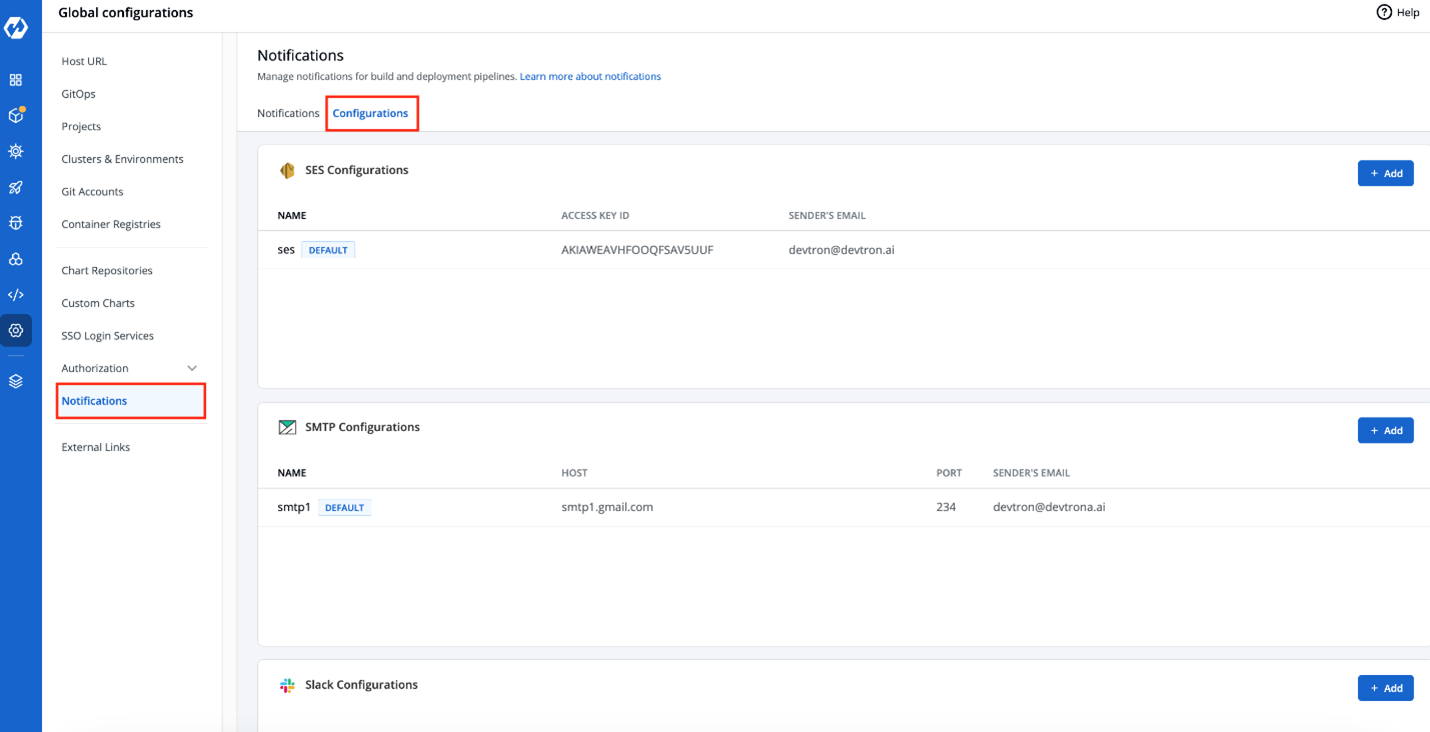 Global configurations
Help
Host URL
GitOps
Projects
Clusters & Environments
Git Accounts
Container Registries
Chart Repositories
Custom Charts
SSO Login Services
Authorization
Notifications
External Links
Notifications
Manage notifications for build and deployment pipelines. Learn more about notifications
Notifications Configurations
SES Configurations
+ Add
NAME ACCESS KEY ID SENDER'S EMAIL
ses DEFAULT AKIAWEAVHFOOQFSAV5UUF devtron@devtron.ai
SMTP Configurations
+ Add
NAME HOST PORT SENDER'S EMAIL
smtp1 DEFAULT smtp1.gmail.com 234 devtron@devtrona.ai
Slack Configurations
+ Add